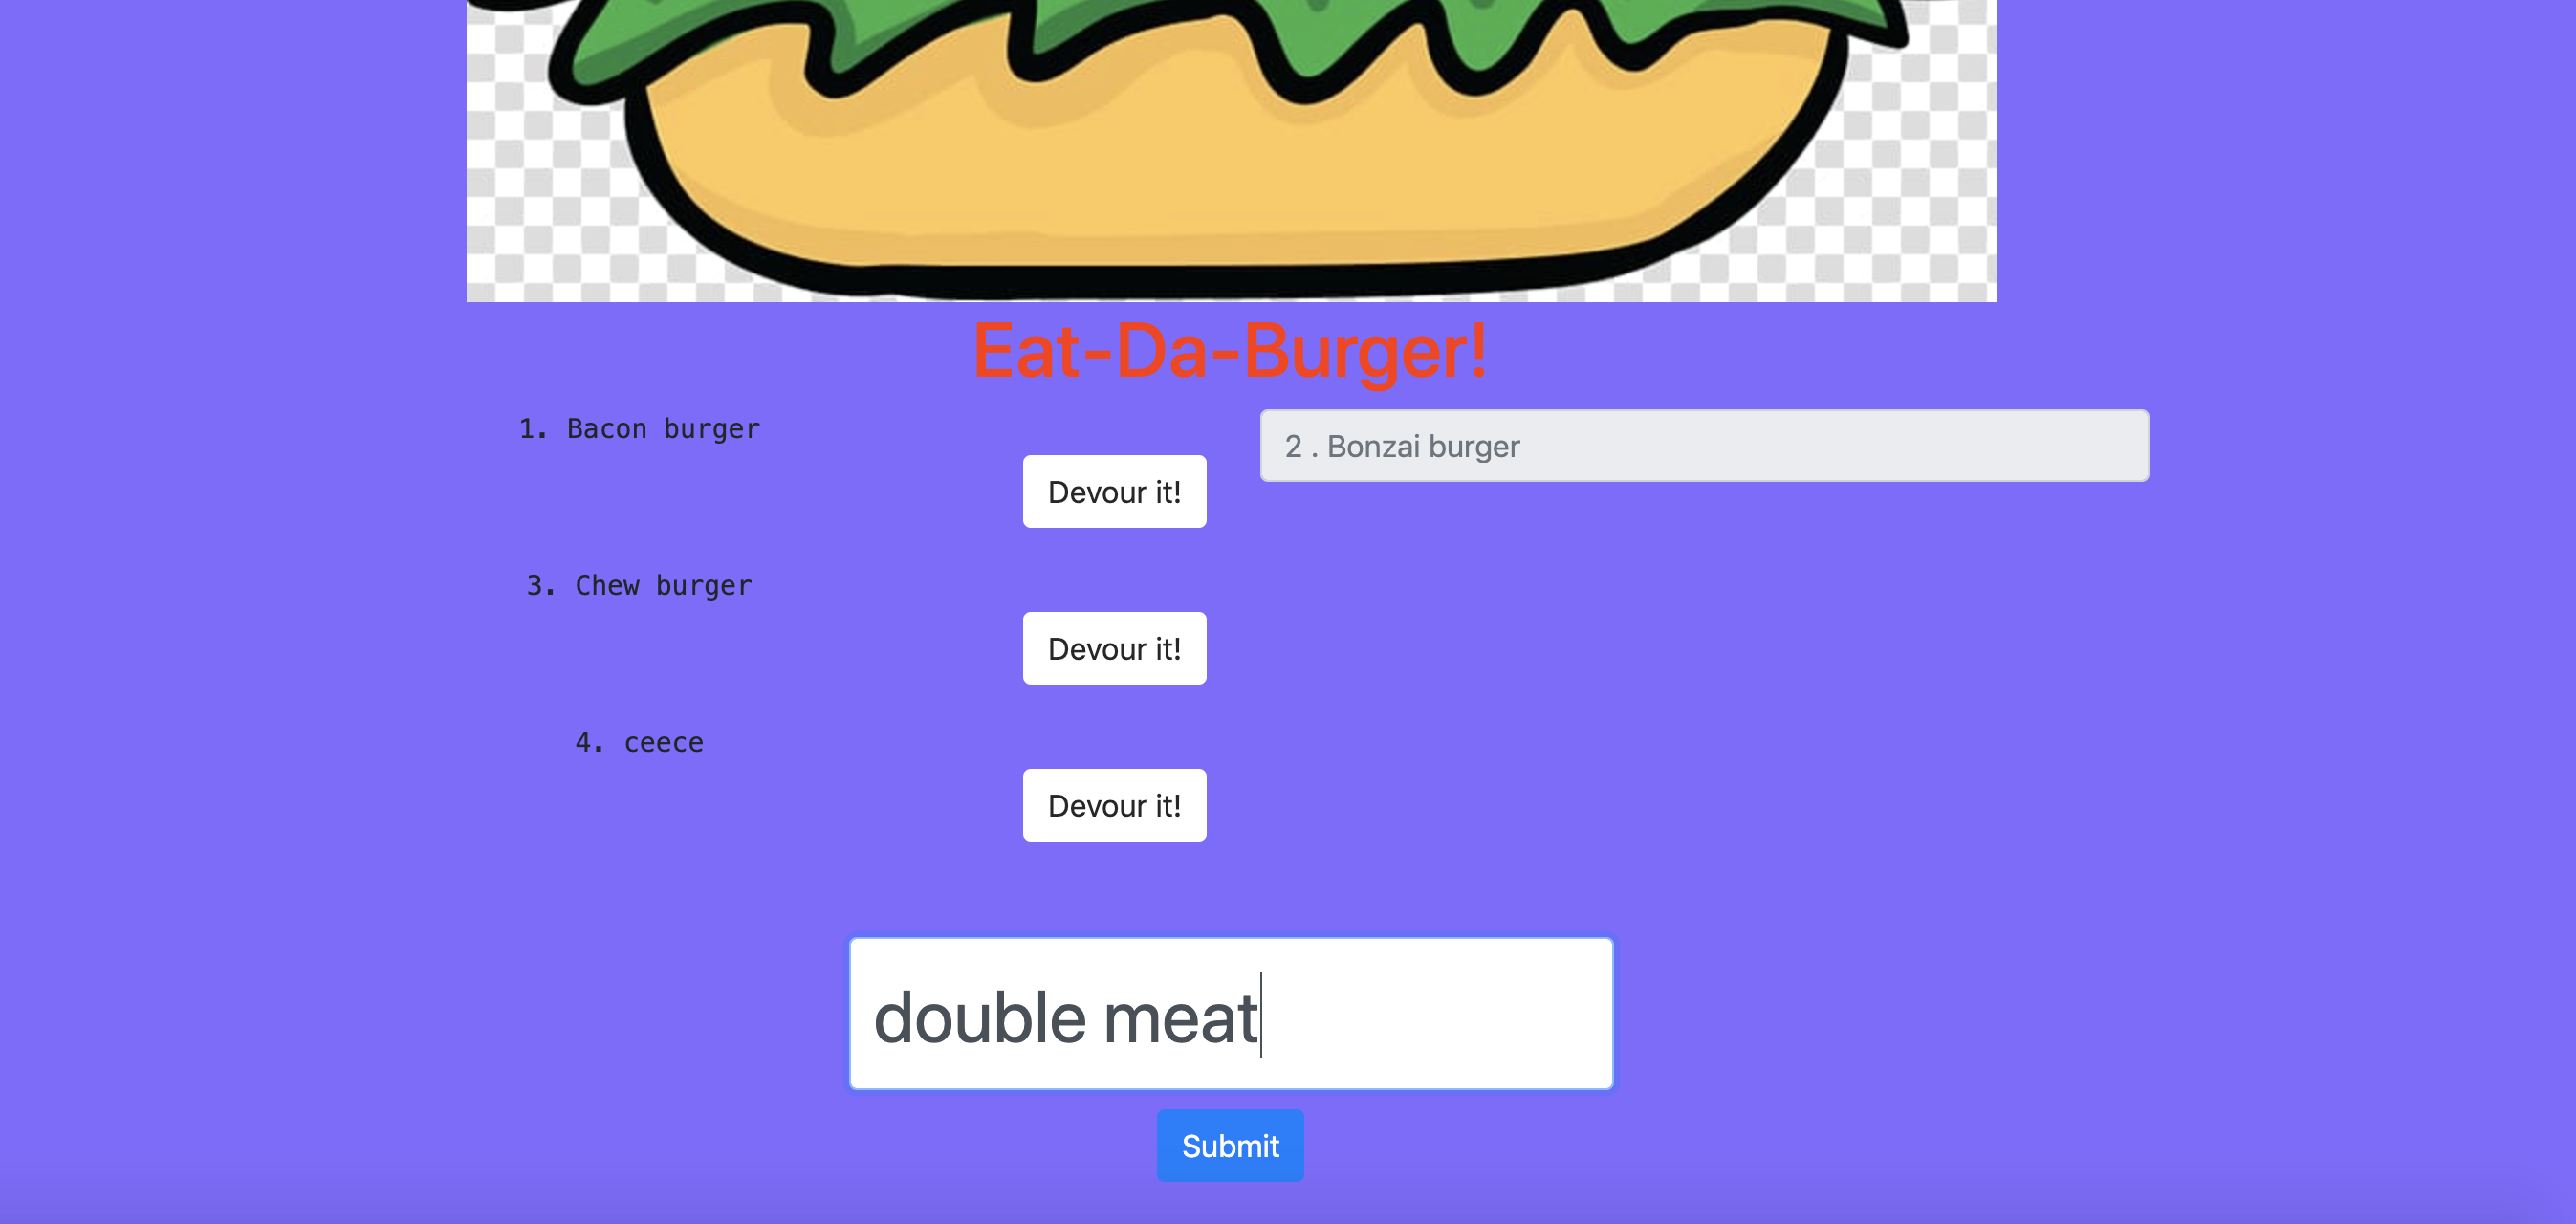 Eat-Da-Burger!
1. Bacon burger
Devour it!
2 . Bonzai burger
3. Chew burger
Devour it!
4. ceece
Devour it!
double meat
Submit